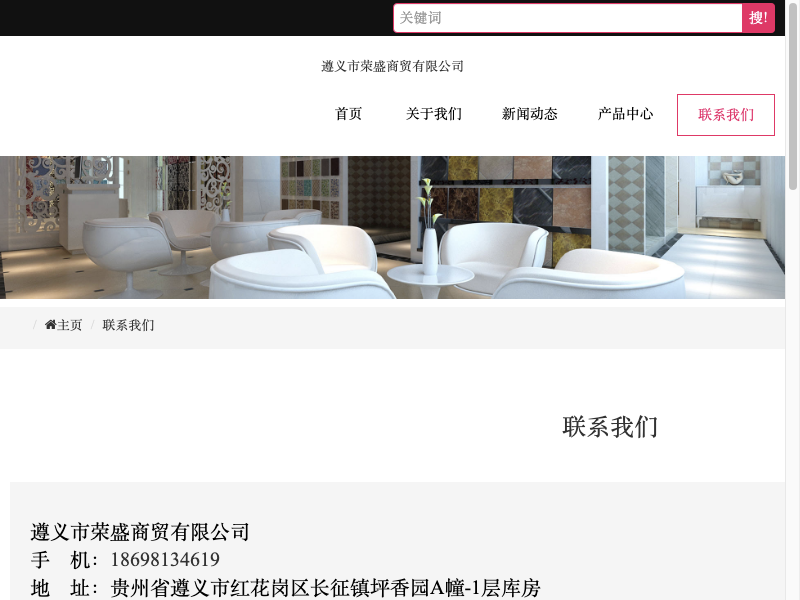 关键词
搜!
遵义市荣盛商贸有限公司
首页 关于我们 新闻动态 产品中心 联系我们
/ 主页 / 联系我们
联系我们
遵义市荣盛商贸有限公司
手 机：18698134619
地 址：贵州省遵义市红花岗区长征镇坪香园A幢-1层库房